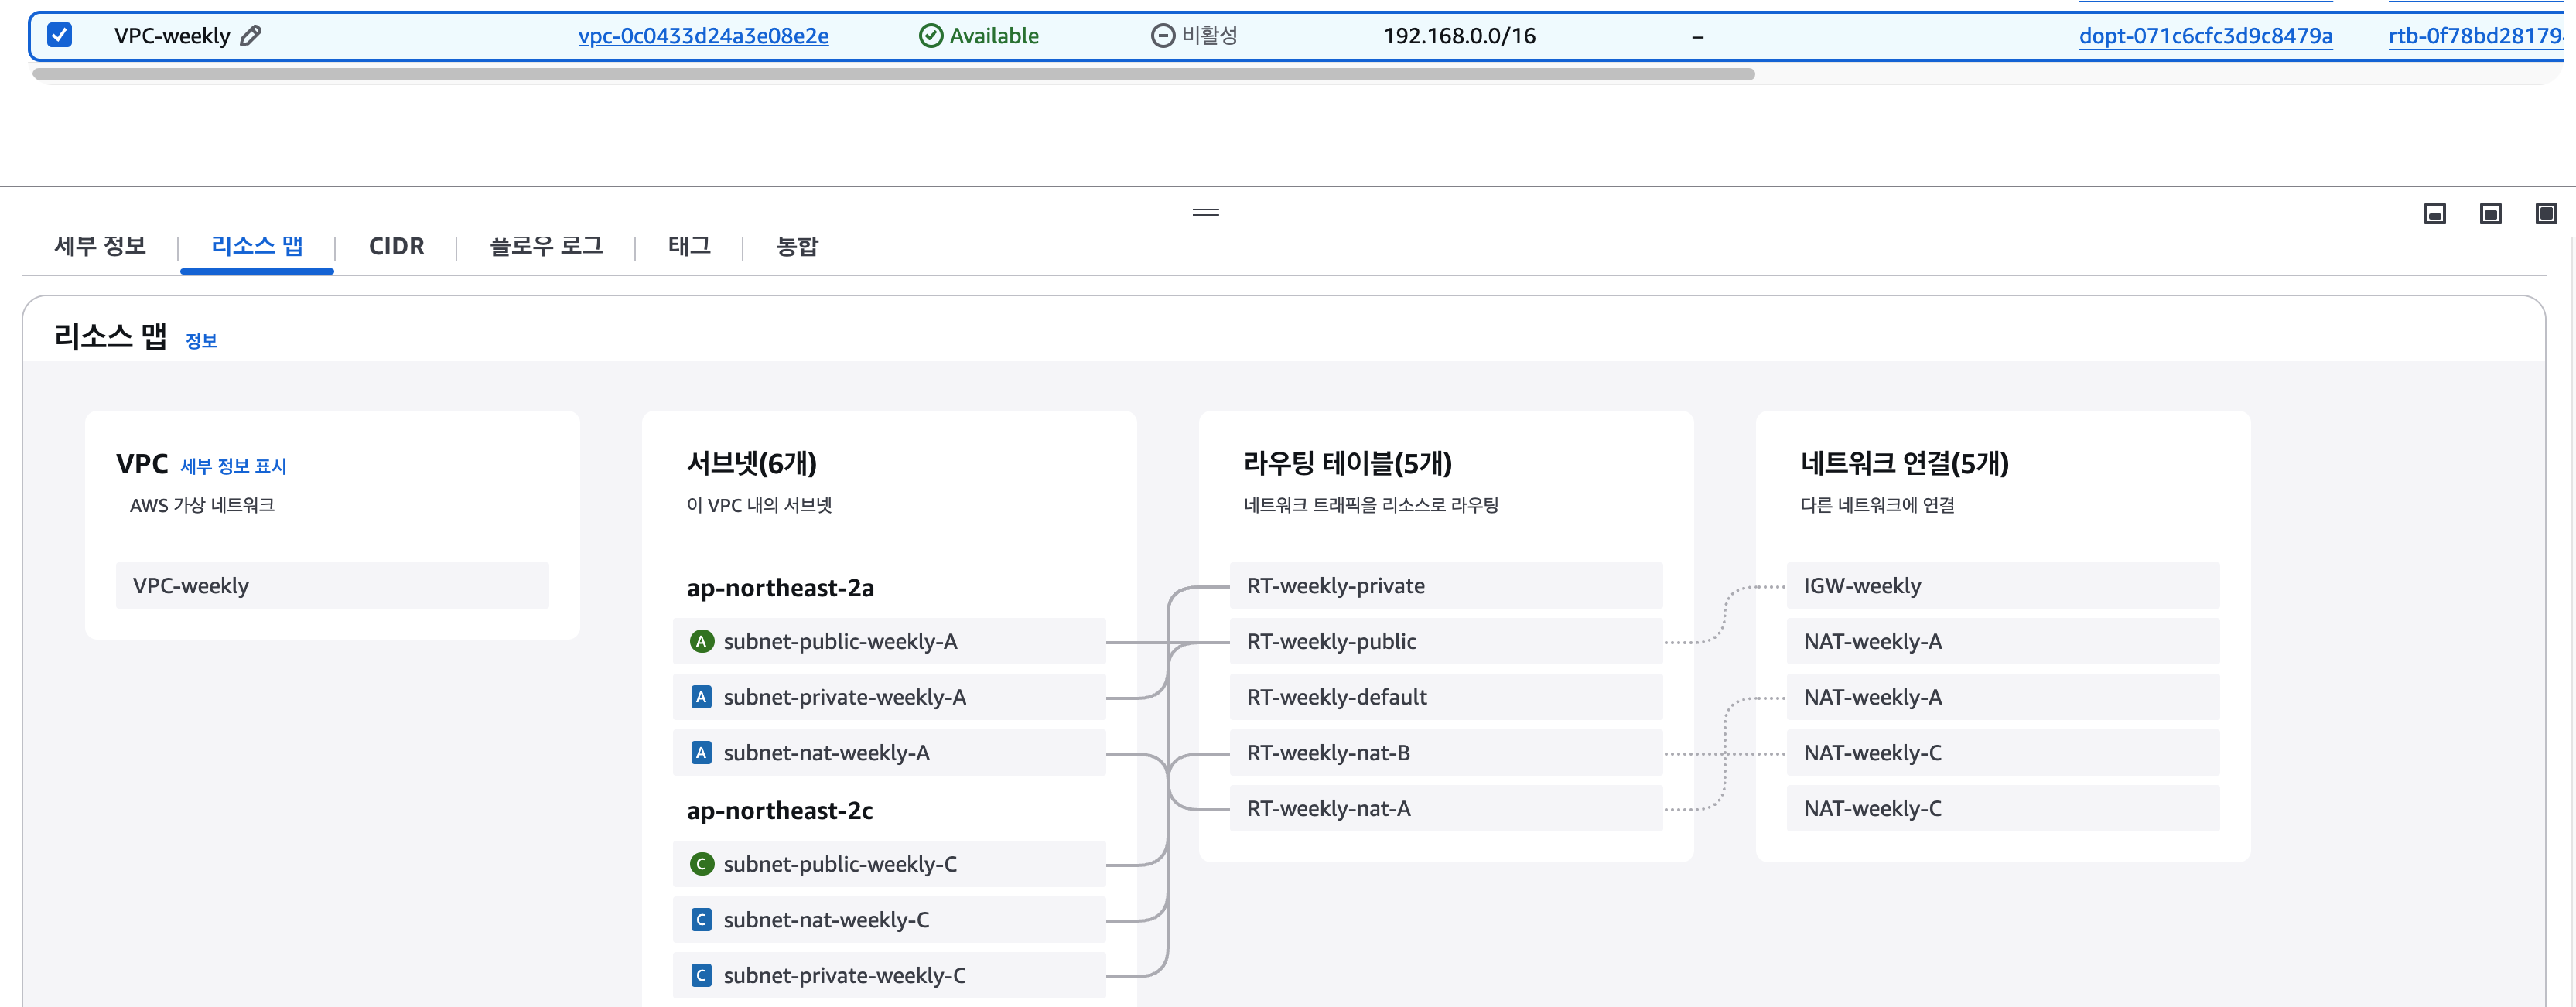 VPC-weekly vpc-0c0433d24a3e08e2e Available 비활성 192.168.0.0/16 – dopt-071c6cfc3d9c8479a rtb-0f78bd28179
세부 정보 리소스 맵 CIDR 플로우 로그 태그 통합
리소스 맵 정보
VPC 세부 정보 표시
AWS 가상 네트워크
VPC-weekly
서브넷(6개)
이 VPC 내의 서브넷
ap-northeast-2a
A subnet-public-weekly-A
A subnet-private-weekly-A
A subnet-nat-weekly-A
ap-northeast-2c
C subnet-public-weekly-C
C subnet-nat-weekly-C
C subnet-private-weekly-C
라우팅 테이블(5개)
네트워크 트래픽을 리소스로 라우팅
RT-weekly-private
RT-weekly-public
RT-weekly-default
RT-weekly-nat-B
RT-weekly-nat-A
네트워크 연결(5개)
다른 네트워크에 연결
IGW-weekly
NAT-weekly-A
NAT-weekly-A
NAT-weekly-C
NAT-weekly-C